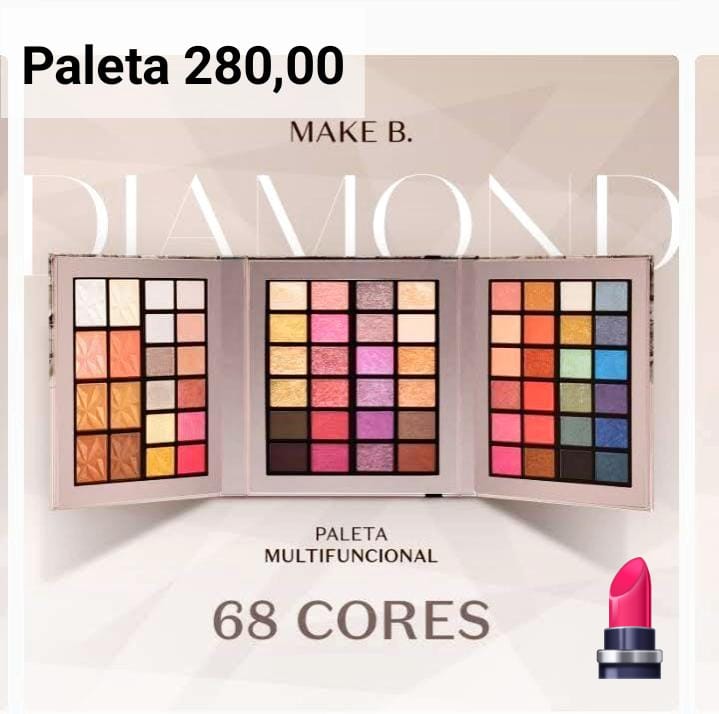 Paleta 280,00
MAKE B.
DIAMOND
PALETA
MULTIFUNCIONAL
68 CORES